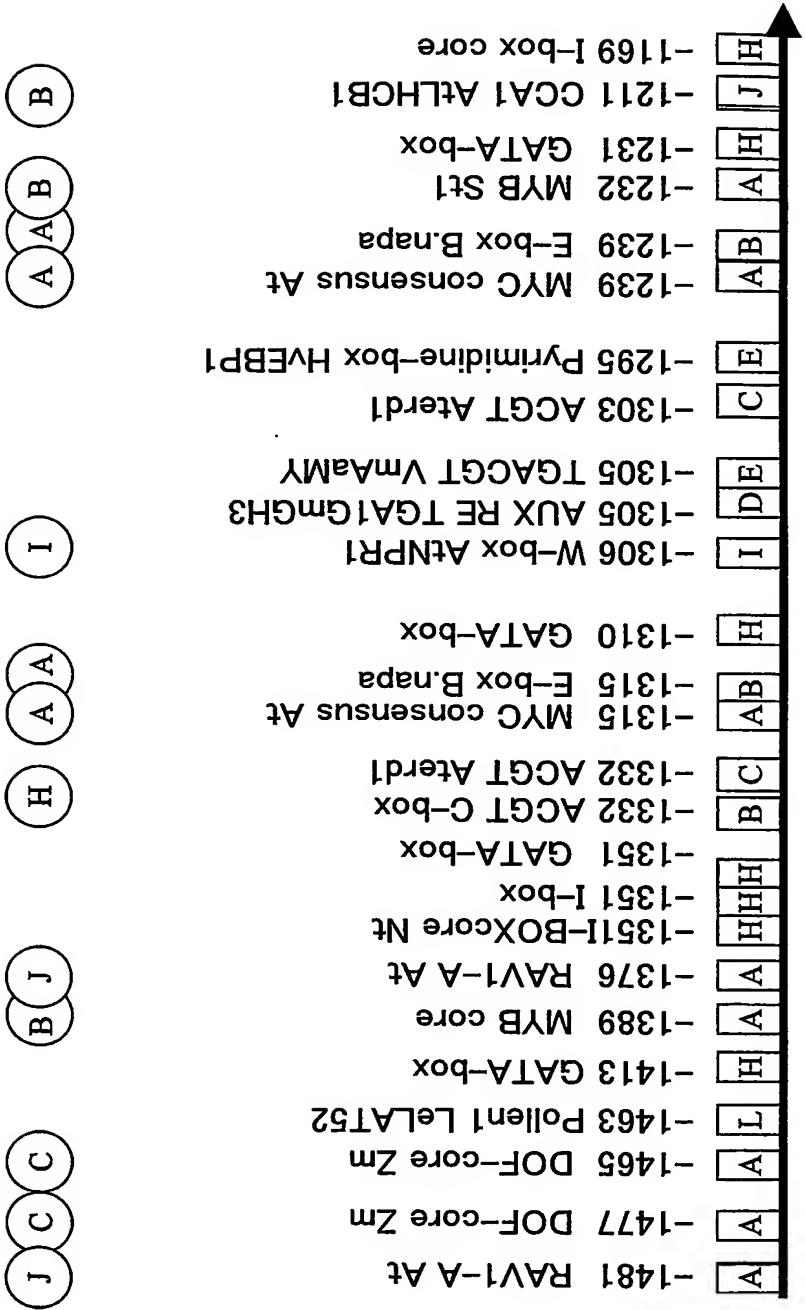 A -1481 RAV1-A At J
A -1477 DOF-core Zm C
A -1465 DOF-core Zm C
L -1463 Pollen1 LeLAT52
H -1413 GATA-box
A -1389 MYB core B
A -1376 RAV1-A At J
H -1351I-BOXcore Nt
H -1351 I-box
H -1351 GATA-box
B -1332 ACGT C-box H
C -1332 ACGT Aterd1
A -1315 MYC consensus At A
B -1315 E-box B.napa A
H -1310 GATA-box
I -1306 W-box AtNPR1 I
D -1305 AUX RE TGA1GmGH3
E -1305 TGACGT VmAaMY
C -1303 ACGT Aterd1
E -1295 Pyrimidine-box HvEBP1
A -1239 MYC consensus At A
B -1239 E-box B.napa A
A -1232 MYB St1 B
H -1231 GATA-box
J -1211 CCA1 AtLHCB1 B
H -1169 I-box core